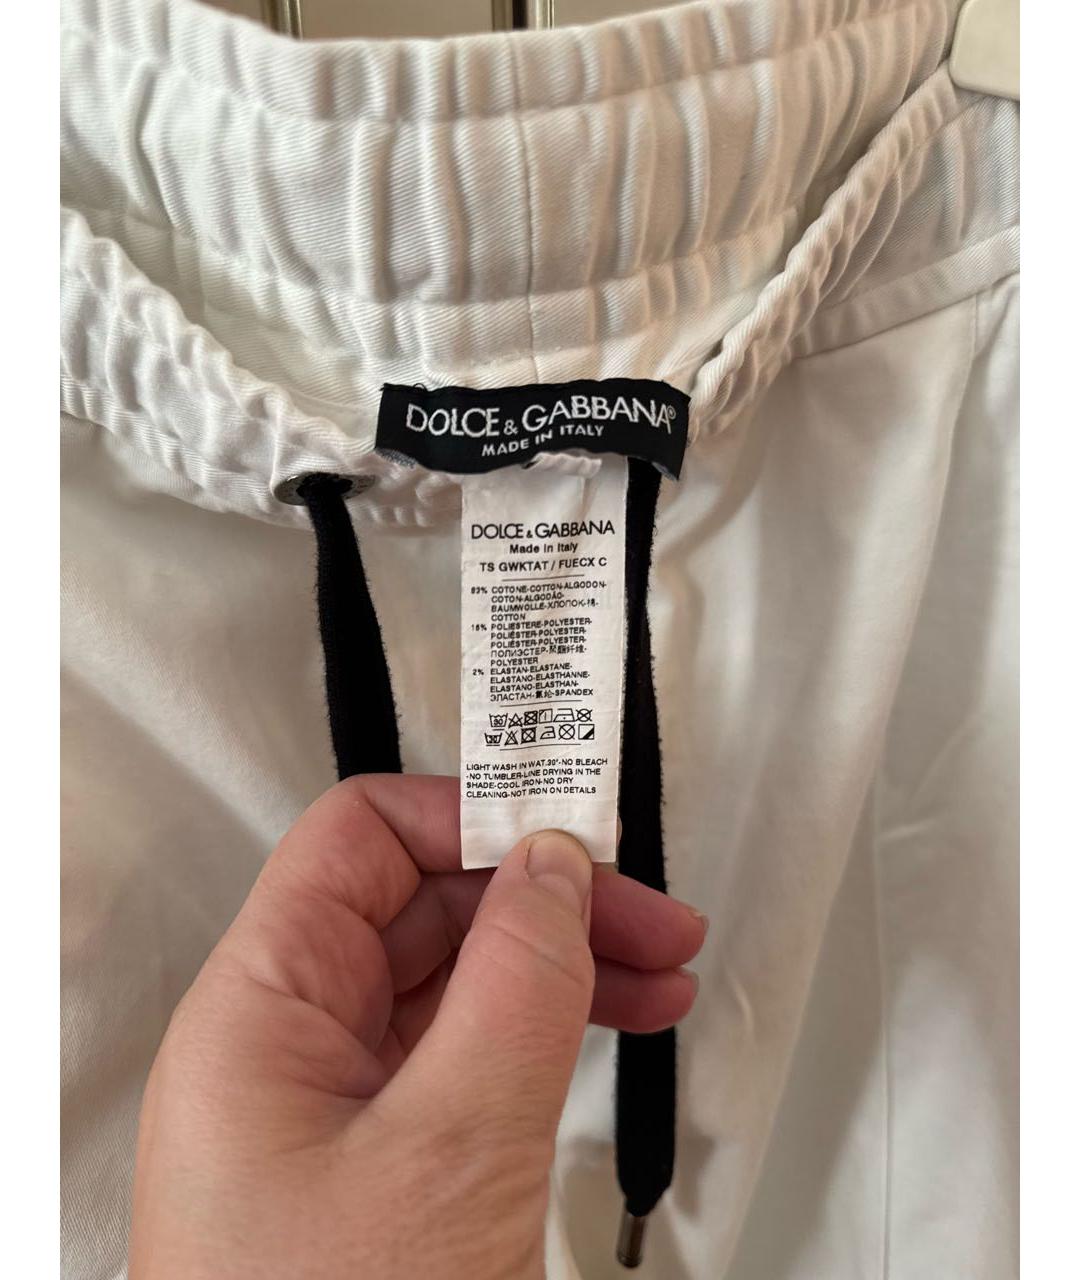 DOLCE & GABBANA®
MADE IN ITALY
DOLCE & GABBANA
Made in Italy
TS GWKTAT / FUECX C
83% COTONE-COTTON-ALGODON-
COTON-ALGODÃO-
BAUMWOLLE-ХЛОПОК-棉-
COTTON
15% POLIESTERE-POLYESTER-
POLIÉSTER-POLYESTER-
POLIÉSTER-POLYESTER-
ПОЛИЭСТЕР-聚酯纤维-
POLYESTER
2% ELASTAN-ELASTANE-
ELASTANO-ELASTHANNE-
ELASTANO-ELASTHAN-
ЭЛАСТАН-氨纶-SPANDEX
30
LIGHT WASH IN WAT.30°-NO BLEACH
-NO TUMBLER-LINE DRYING IN THE
SHADE-COOL IRON-NO DRY
CLEANING-NOT IRON ON DETAILS